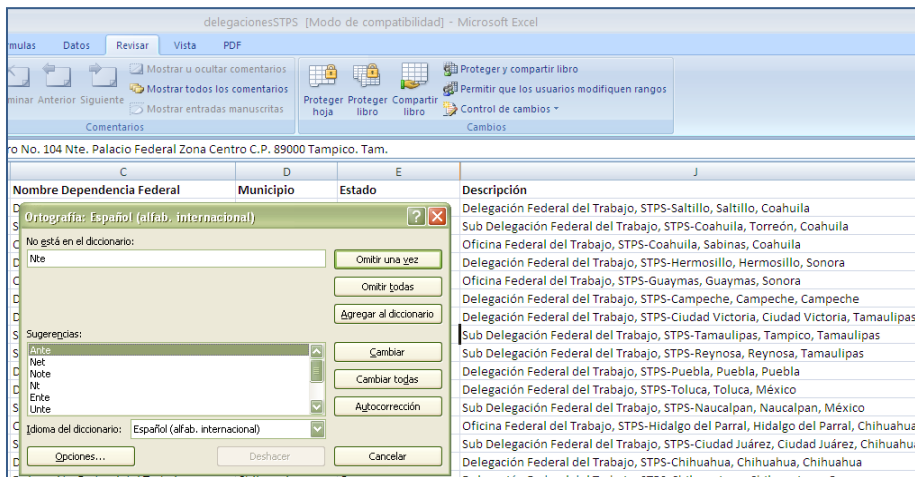 delegacionesSTPS [Modo de compatibilidad] - Microsoft Excel
rmulas Datos Revisar Vista PDF
Mostrar u ocultar comentarios
Mostrar todos los comentarios
Mostrar entradas manuscritas
minar Anterior Siguiente
Comentarios
Proteger hoja
Proteger libro
Compartir libro
Proteger y compartir libro
Permitir que los usuarios modifiquen rangos
Control de cambios
Cambios
ro No. 104 Nte. Palacio Federal Zona Centro C.P. 89000 Tampico. Tam.
C D E J
Nombre Dependencia Federal Municipio Estado Descripción
Ortografía: Español (alfab. internacional)
No está en el diccionario:
Nte
Omitir una vez
Omitir todas
Agregar al diccionario
Sugerencias:
Ante
Net
Note
Nt
Ente
Unte
Cambiar
Cambiar todas
Autocorrección
Idioma del diccionario: Español (alfab. internacional)
Opciones... Deshacer Cancelar
Delegación Federal del Trabajo, STPS-Saltillo, Saltillo, Coahuila
Sub Delegación Federal del Trabajo, STPS-Coahuila, Torreón, Coahuila
Oficina Federal del Trabajo, STPS-Coahuila, Sabinas, Coahuila
Delegación Federal del Trabajo, STPS-Hermosillo, Hermosillo, Sonora
Oficina Federal del Trabajo, STPS-Guaymas, Guaymas, Sonora
Delegación Federal del Trabajo, STPS-Campeche, Campeche, Campeche
Delegación Federal del Trabajo, STPS-Ciudad Victoria, Ciudad Victoria, Tamaulipas
Sub Delegación Federal del Trabajo, STPS-Tamaulipas, Tampico, Tamaulipas
Sub Delegación Federal del Trabajo, STPS-Reynosa, Reynosa, Tamaulipas
Delegación Federal del Trabajo, STPS-Puebla, Puebla, Puebla
Delegación Federal del Trabajo, STPS-Toluca, Toluca, México
Sub Delegación Federal del Trabajo, STPS-Naucalpan, Naucalpan, México
Oficina Federal del Trabajo, STPS-Hidalgo del Parral, Hidalgo del Parral, Chihuahua
Sub Delegación Federal del Trabajo, STPS-Ciudad Juárez, Ciudad Juárez, Chihuahu
Delegación Federal del Trabajo, STPS-Chihuahua, Chihuahua, Chihuahua